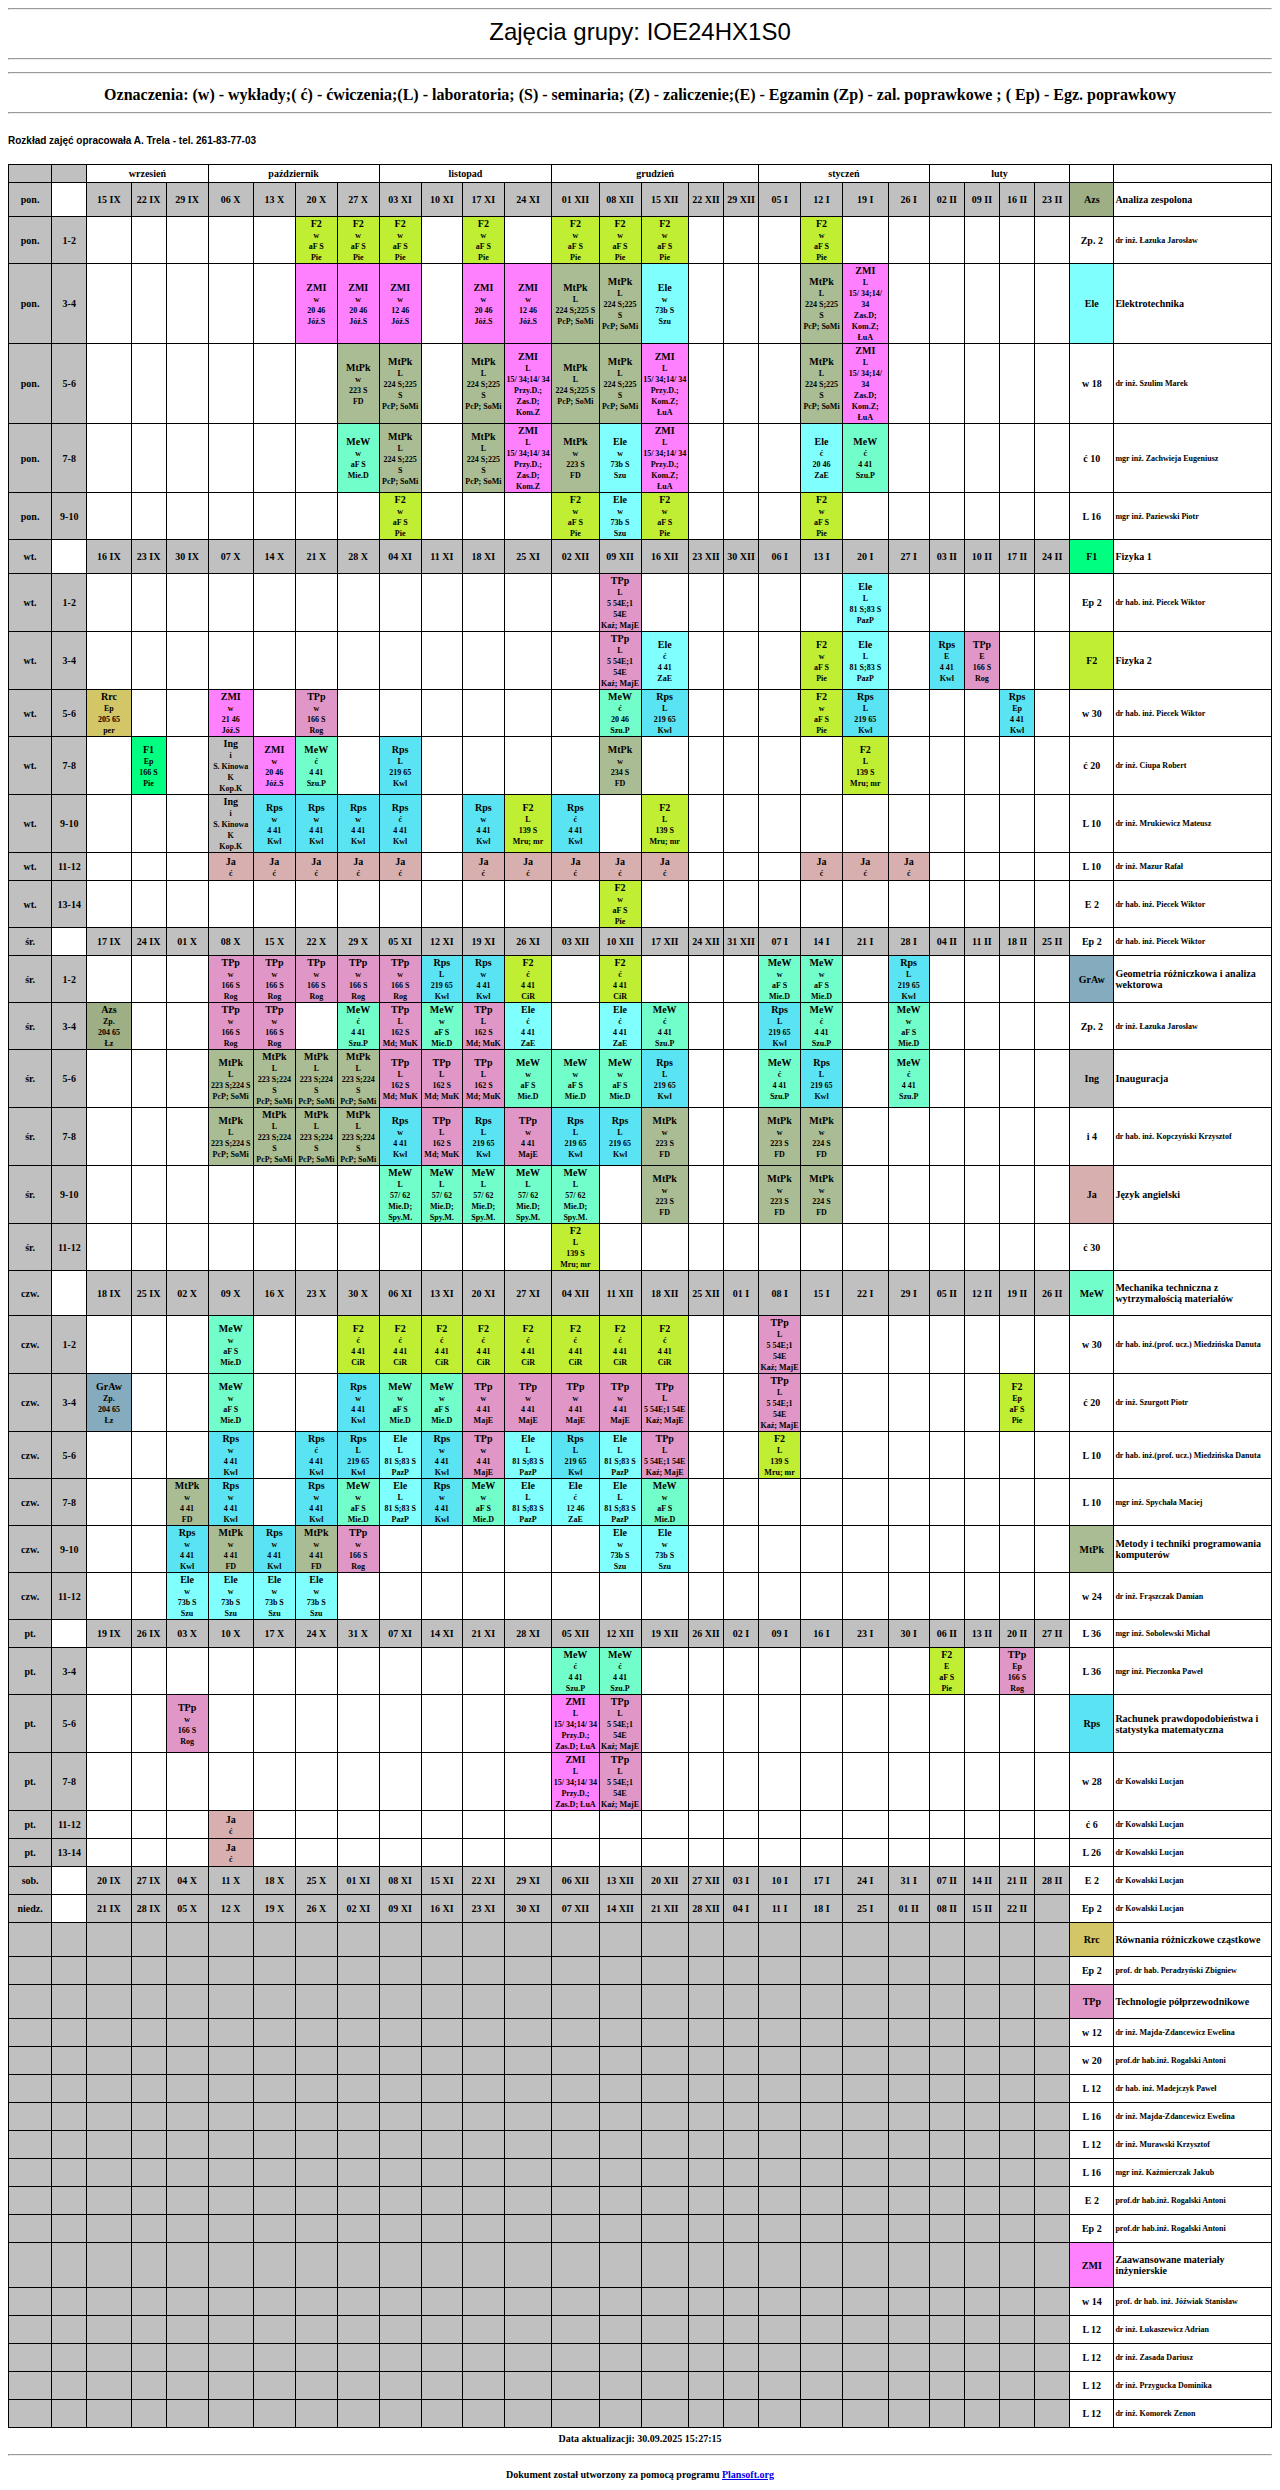 Zajęcia grupy: IOE24HX1S0
Oznaczenia: (w) - wykłady;( ć) - ćwiczenia;(L) - laboratoria; (S) - seminaria; (Z) - zaliczenie;(E) - Egzamin (Zp) - zal. poprawkowe ; ( Ep) - Egz. poprawkowy
Rozkład zajęć opracowała A. Trela - tel. 261-83-77-03
wrzesień październik listopad grudzień styczeń luty
pon. 15 IX 22 IX 29 IX 06 X 13 X 20 X 27 X 03 XI 10 XI 17 XI 24 XI 01 XII 08 XII 15 XII 22 XII 29 XII 05 I 12 I 19 I 26 I 02 II 09 II 16 II 23 II Azs Analiza zespolona
pon. 1-2 F2 w aF S Pie F2 w aF S Pie F2 w aF S Pie F2 w aF S Pie F2 w aF S Pie F2 w aF S Pie F2 w aF S Pie F2 w aF S Pie Zp. 2 dr inż. Łazuka Jarosław
pon. 3-4 ZMI w 20 46 Jóź.S ZMI w 20 46 Jóź.S ZMI w 12 46 Jóź.S ZMI w 20 46 Jóź.S ZMI w 12 46 Jóź.S MtPk L 224 S;225 S PcP; SoMi MtPk L 224 S;225 S PcP; SoMi Ele w 73b S Szu MtPk L 224 S;225 S PcP; SoMi ZMI L 15/ 34;14/ 34 Zas.D; Kom.Z; ŁuA Ele Elektrotechnika
pon. 5-6 MtPk w 223 S FD MtPk L 224 S;225 S PcP; SoMi MtPk L 224 S;225 S PcP; SoMi ZMI L 15/ 34;14/ 34 Przy.D.; Zas.D; Kom.Z MtPk L 224 S;225 S PcP; SoMi MtPk L 224 S;225 S PcP; SoMi ZMI L 15/ 34;14/ 34 Przy.D.; Kom.Z; ŁuA MtPk L 224 S;225 S PcP; SoMi ZMI L 15/ 34;14/ 34 Zas.D; Kom.Z; ŁuA w 18 dr inż. Szulim Marek
pon. 7-8 MeW w aF S Mie.D MtPk L 224 S;225 S PcP; SoMi MtPk L 224 S;225 S PcP; SoMi ZMI L 15/ 34;14/ 34 Przy.D.; Zas.D; Kom.Z MtPk w 223 S FD Ele w 73b S Szu ZMI L 15/ 34;14/ 34 Przy.D.; Kom.Z; ŁuA Ele ć 20 46 ZaE MeW ć 4 41 Szu.P ć 10 mgr inż. Zachwieja Eugeniusz
pon. 9-10 F2 w aF S Pie F2 w aF S Pie Ele w 73b S Szu F2 w aF S Pie F2 w aF S Pie L 16 mgr inż. Paziewski Piotr
wt. 16 IX 23 IX 30 IX 07 X 14 X 21 X 28 X 04 XI 11 XI 18 XI 25 XI 02 XII 09 XII 16 XII 23 XII 30 XII 06 I 13 I 20 I 27 I 03 II 10 II 17 II 24 II F1 Fizyka 1
wt. 1-2 TPp L 5 54E;1 54E Kaź; MajE Ele L 81 S;83 S PazP Ep 2 dr hab. inż. Piecek Wiktor
wt. 3-4 TPp L 5 54E;1 54E Kaź; MajE Ele ć 4 41 ZaE F2 w aF S Pie Ele L 81 S;83 S PazP Rps E 4 41 Kwl TPp E 166 S Rog F2 Fizyka 2
wt. 5-6 Rrc Ep 205 65 per ZMI w 21 46 Jóź.S TPp w 166 S Rog MeW ć 20 46 Szu.P Rps L 219 65 Kwl F2 w aF S Pie Rps L 219 65 Kwl Rps Ep 4 41 Kwl w 30 dr hab. inż. Piecek Wiktor
wt. 7-8 F1 Ep 166 S Pie Ing i S. Kinowa K Kop.K ZMI w 20 46 Jóź.S MeW ć 4 41 Szu.P Rps L 219 65 Kwl MtPk w 234 S FD F2 L 139 S Mru; mr ć 20 dr inż. Ciupa Robert
wt. 9-10 Ing i S. Kinowa K Kop.K Rps w 4 41 Kwl Rps w 4 41 Kwl Rps w 4 41 Kwl Rps ć 4 41 Kwl Rps w 4 41 Kwl F2 L 139 S Mru; mr Rps ć 4 41 Kwl F2 L 139 S Mru; mr L 10 dr inż. Mrukiewicz Mateusz
wt. 11-12 Ja ć Ja ć Ja ć Ja ć Ja ć Ja ć Ja ć Ja ć Ja ć Ja ć Ja ć Ja ć Ja ć L 10 dr inż. Mazur Rafał
wt. 13-14 F2 w aF S Pie E 2 dr hab. inż. Piecek Wiktor
śr. 17 IX 24 IX 01 X 08 X 15 X 22 X 29 X 05 XI 12 XI 19 XI 26 XI 03 XII 10 XII 17 XII 24 XII 31 XII 07 I 14 I 21 I 28 I 04 II 11 II 18 II 25 II Ep 2 dr hab. inż. Piecek Wiktor
śr. 1-2 TPp w 166 S Rog TPp w 166 S Rog TPp w 166 S Rog TPp w 166 S Rog TPp w 166 S Rog Rps L 219 65 Kwl Rps w 4 41 Kwl F2 ć 4 41 CiR F2 ć 4 41 CiR MeW w aF S Mie.D MeW w aF S Mie.D Rps L 219 65 Kwl GrAw Geometria różniczkowa i analiza wektorowa
śr. 3-4 Azs Zp. 204 65 Łz TPp w 166 S Rog TPp w 166 S Rog MeW ć 4 41 Szu.P TPp L 162 S Md; MuK MeW w aF S Mie.D TPp L 162 S Md; MuK Ele ć 4 41 ZaE Ele ć 4 41 ZaE MeW ć 4 41 Szu.P Rps L 219 65 Kwl MeW ć 4 41 Szu.P MeW w aF S Mie.D Zp. 2 dr inż. Łazuka Jarosław
śr. 5-6 MtPk L 223 S;224 S PcP; SoMi MtPk L 223 S;224 S PcP; SoMi MtPk L 223 S;224 S PcP; SoMi MtPk L 223 S;224 S PcP; SoMi TPp L 162 S Md; MuK TPp L 162 S Md; MuK TPp L 162 S Md; MuK MeW w aF S Mie.D MeW w aF S Mie.D MeW w aF S Mie.D Rps L 219 65 Kwl MeW ć 4 41 Szu.P Rps L 219 65 Kwl MeW ć 4 41 Szu.P Ing Inauguracja
śr. 7-8 MtPk L 223 S;224 S PcP; SoMi MtPk L 223 S;224 S PcP; SoMi MtPk L 223 S;224 S PcP; SoMi MtPk L 223 S;224 S PcP; SoMi Rps w 4 41 Kwl TPp L 162 S Md; MuK Rps L 219 65 Kwl TPp w 4 41 MajE Rps L 219 65 Kwl Rps L 219 65 Kwl MtPk w 223 S FD MtPk w 223 S FD MtPk w 224 S FD i 4 dr hab. inż. Kopczyński Krzysztof
śr. 9-10 MeW L 57/ 62 Mie.D; Spy.M. MeW L 57/ 62 Mie.D; Spy.M. MeW L 57/ 62 Mie.D; Spy.M. MeW L 57/ 62 Mie.D; Spy.M. MeW L 57/ 62 Mie.D; Spy.M. MtPk w 223 S FD MtPk w 223 S FD MtPk w 224 S FD Ja Język angielski
śr. 11-12 F2 L 139 S Mru; mr ć 30
czw. 18 IX 25 IX 02 X 09 X 16 X 23 X 30 X 06 XI 13 XI 20 XI 27 XI 04 XII 11 XII 18 XII 25 XII 01 I 08 I 15 I 22 I 29 I 05 II 12 II 19 II 26 II MeW Mechanika techniczna z wytrzymałością materiałów
czw. 1-2 MeW w aF S Mie.D F2 ć 4 41 CiR F2 ć 4 41 CiR F2 ć 4 41 CiR F2 ć 4 41 CiR F2 ć 4 41 CiR F2 ć 4 41 CiR F2 ć 4 41 CiR F2 ć 4 41 CiR TPp L 5 54E;1 54E Kaź; MajE w 30 dr hab. inż.(prof. ucz.) Miedzińska Danuta
czw. 3-4 GrAw Zp. 204 65 Łz MeW w aF S Mie.D Rps w 4 41 Kwl MeW w aF S Mie.D MeW w aF S Mie.D TPp w 4 41 MajE TPp w 4 41 MajE TPp w 4 41 MajE TPp w 4 41 MajE TPp L 5 54E;1 54E Kaź; MajE TPp L 5 54E;1 54E Kaź; MajE F2 Ep aF S Pie ć 20 dr inż. Szurgott Piotr
czw. 5-6 Rps w 4 41 Kwl Rps ć 4 41 Kwl Rps L 219 65 Kwl Ele L 81 S;83 S PazP Rps w 4 41 Kwl TPp w 4 41 MajE Ele L 81 S;83 S PazP Rps L 219 65 Kwl Ele L 81 S;83 S PazP TPp L 5 54E;1 54E Kaź; MajE F2 L 139 S Mru; mr L 10 dr hab. inż.(prof. ucz.) Miedzińska Danuta
czw. 7-8 MtPk w 4 41 FD Rps w 4 41 Kwl Rps w 4 41 Kwl MeW w aF S Mie.D Ele L 81 S;83 S PazP Rps w 4 41 Kwl MeW w aF S Mie.D Ele L 81 S;83 S PazP Ele ć 12 46 ZaE Ele L 81 S;83 S PazP MeW w aF S Mie.D L 10 mgr inż. Spychała Maciej
czw. 9-10 Rps w 4 41 Kwl MtPk w 4 41 FD Rps w 4 41 Kwl MtPk w 4 41 FD TPp w 166 S Rog Ele w 73b S Szu Ele w 73b S Szu MtPk Metody i techniki programowania komputerów
czw. 11-12 Ele w 73b S Szu Ele w 73b S Szu Ele w 73b S Szu Ele w 73b S Szu w 24 dr inż. Frąszczak Damian
pt. 19 IX 26 IX 03 X 10 X 17 X 24 X 31 X 07 XI 14 XI 21 XI 28 XI 05 XII 12 XII 19 XII 26 XII 02 I 09 I 16 I 23 I 30 I 06 II 13 II 20 II 27 II L 36 mgr inż. Sobolewski Michał
pt. 3-4 MeW ć 4 41 Szu.P MeW ć 4 41 Szu.P F2 E aF S Pie TPp Ep 166 S Rog L 36 mgr inż. Pieczonka Paweł
pt. 5-6 TPp w 166 S Rog ZMI L 15/ 34;14/ 34 Przy.D.; Zas.D; ŁuA TPp L 5 54E;1 54E Kaź; MajE Rps Rachunek prawdopodobieństwa i statystyka matematyczna
pt. 7-8 ZMI L 15/ 34;14/ 34 Przy.D.; Zas.D; ŁuA TPp L 5 54E;1 54E Kaź; MajE w 28 dr Kowalski Lucjan
pt. 11-12 Ja ć ć 6 dr Kowalski Lucjan
pt. 13-14 Ja ć L 26 dr Kowalski Lucjan
sob. 20 IX 27 IX 04 X 11 X 18 X 25 X 01 XI 08 XI 15 XI 22 XI 29 XI 06 XII 13 XII 20 XII 27 XII 03 I 10 I 17 I 24 I 31 I 07 II 14 II 21 II 28 II E 2 dr Kowalski Lucjan
niedz. 21 IX 28 IX 05 X 12 X 19 X 26 X 02 XI 09 XI 16 XI 23 XI 30 XI 07 XII 14 XII 21 XII 28 XII 04 I 11 I 18 I 25 I 01 II 08 II 15 II 22 II Ep 2 dr Kowalski Lucjan
Rrc Równania różniczkowe cząstkowe
Ep 2 prof. dr hab. Peradzyński Zbigniew
TPp Technologie półprzewodnikowe
w 12 dr inż. Majda-Zdancewicz Ewelina
w 20 prof.dr hab.inż. Rogalski Antoni
L 12 dr hab. inż. Madejczyk Paweł
L 16 dr inż. Majda-Zdancewicz Ewelina
L 12 dr inż. Murawski Krzysztof
L 16 mgr inż. Kaźmierczak Jakub
E 2 prof.dr hab.inż. Rogalski Antoni
Ep 2 prof.dr hab.inż. Rogalski Antoni
ZMI Zaawansowane materiały inżynierskie
w 14 prof. dr hab. inż. Jóźwiak Stanisław
L 12 dr inż. Łukaszewicz Adrian
L 12 dr inż. Zasada Dariusz
L 12 dr inż. Przygucka Dominika
L 12 dr inż. Komorek Zenon
Data aktualizacji: 30.09.2025 15:27:15
Dokument został utworzony za pomocą programu Plansoft.org